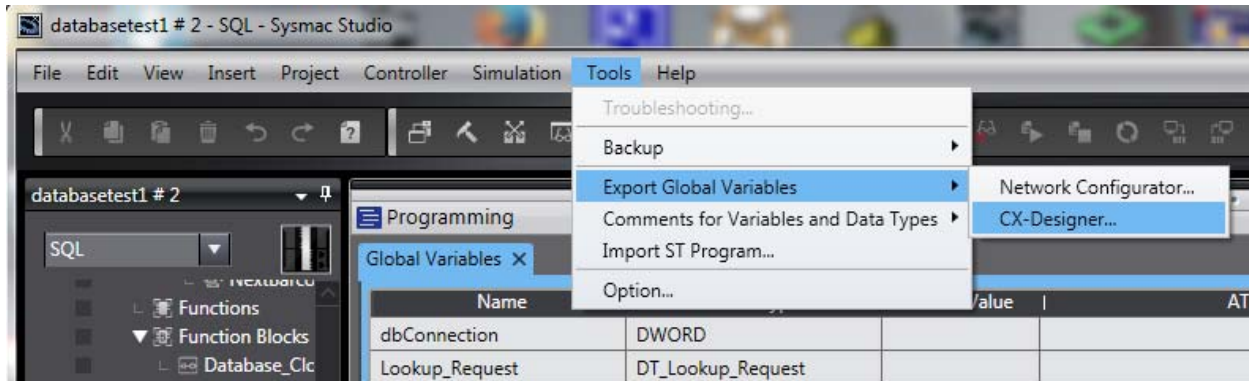 databasetest1 # 2 - SQL - Sysmac Studio
File Edit View Insert Project Controller Simulation Tools Help
Troubleshooting...
Backup
Export Global Variables
Network Configurator...
Comments for Variables and Data Types
CX-Designer...
Import ST Program...
Option...
databasetest1 # 2
SQL
Functions
Function Blocks
Database_Clc
Programming
Global Variables
Name AT
dbConnection DWORD
Lookup_Request DT_Lookup_Request